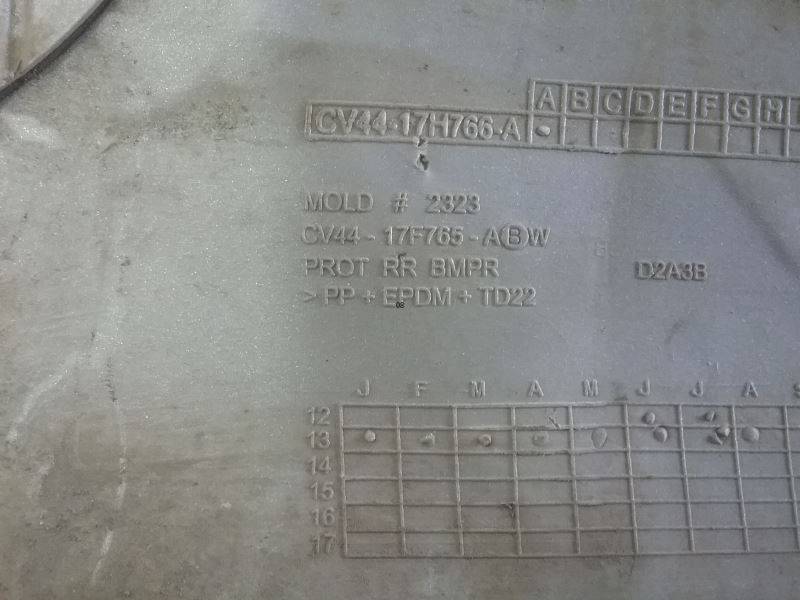 A B C D E F G H
CV44-17H766-A
MOLD # 2323
CV44 - 17F765 - A B W
PROT RR BMPR
D2A3B
> PP + EPDM + TD22
J F M A M J J A S
12
13
14
15
16
17